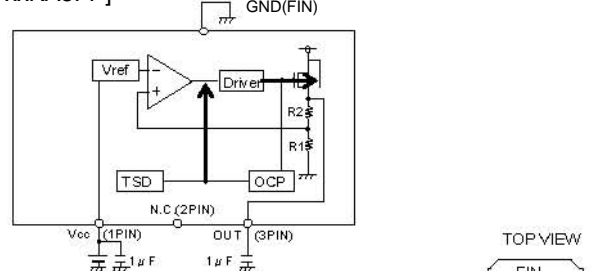 GND(FIN)
Vref
Driver
R2
R1
TSD
OCP
N.C(2PIN)
Vcc (1PIN)
OUT (3PIN)
1μF
1μF
TOP VIEW
FIN